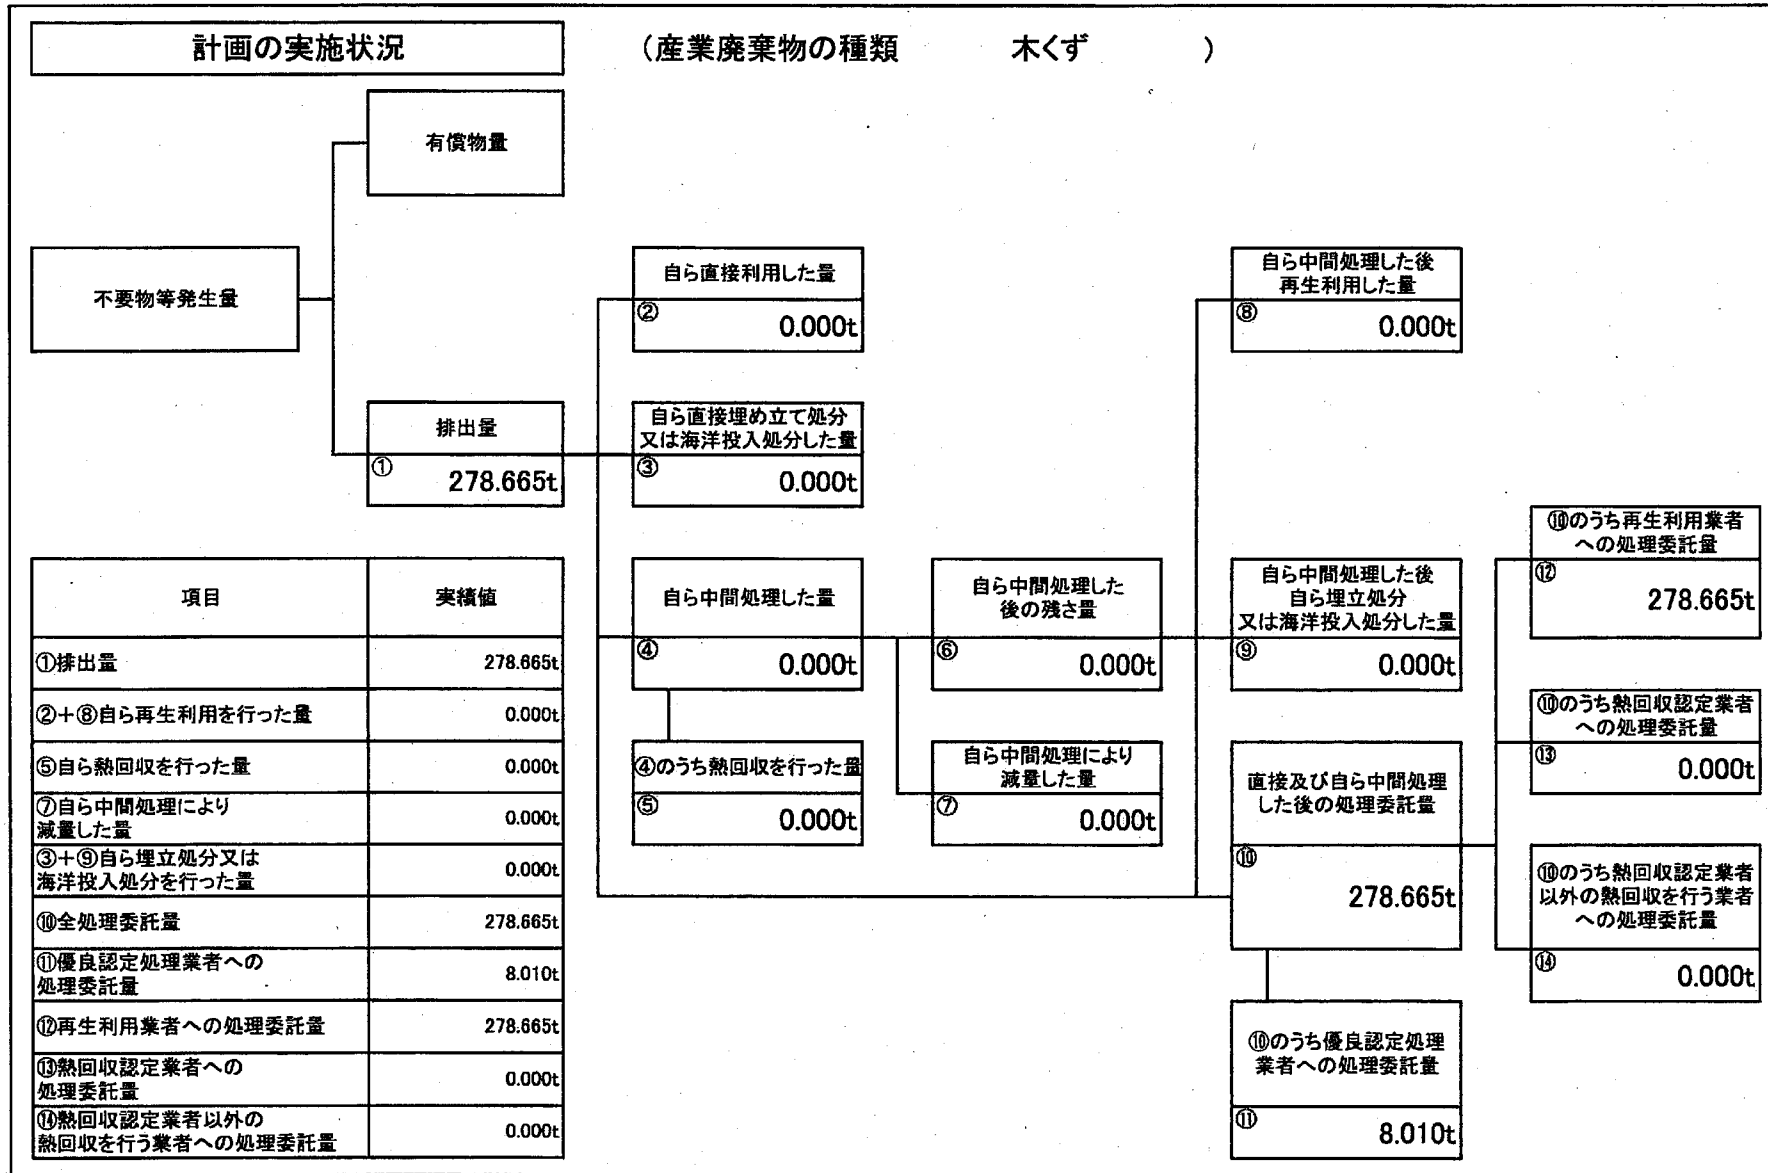 計画の実施状況
(産業廃棄物の種類 木くず )
有償物量
不要物等発生量
排出量
①
278.665t
自ら直接利用した量
②
0.000t
自ら直接埋め立て処分
又は海洋投入処分した量
③
0.000t
自ら中間処理した量
④
0.000t
④のうち熱回収を行った量
⑤
0.000t
自ら中間処理した
後の残さ量
⑥
0.000t
自ら中間処理により
減量した量
⑦
0.000t
自ら中間処理した後
再生利用した量
⑧
0.000t
自ら中間処理した後
自ら埋立処分
又は海洋投入処分した量
⑨
0.000t
直接及び自ら中間処理
した後の処理委託量
⑩
278.665t
⑩のうち優良認定処理
業者への処理委託量
⑪
8.010t
⑩のうち再生利用業者
への処理委託量
⑫
278.665t
⑩のうち熱回収認定業者
への処理委託量
⑬
0.000t
⑩のうち熱回収認定業者
以外の熱回収を行う業者
への処理委託量
⑭
0.000t
項目 実績値
①排出量 278.665t
②+⑧自ら再生利用を行った量 0.000t
⑤自ら熱回収を行った量 0.000t
⑦自ら中間処理により
減量した量 0.000t
③+⑨自ら埋立処分又は
海洋投入処分を行った量 0.000t
⑩全処理委託量 278.665t
⑪優良認定処理業者への
処理委託量 8.010t
⑫再生利用業者への処理委託量 278.665t
⑬熱回収認定業者への
処理委託量 0.000t
⑭熱回収認定業者以外の
熱回収を行う業者への処理委託量 0.000t